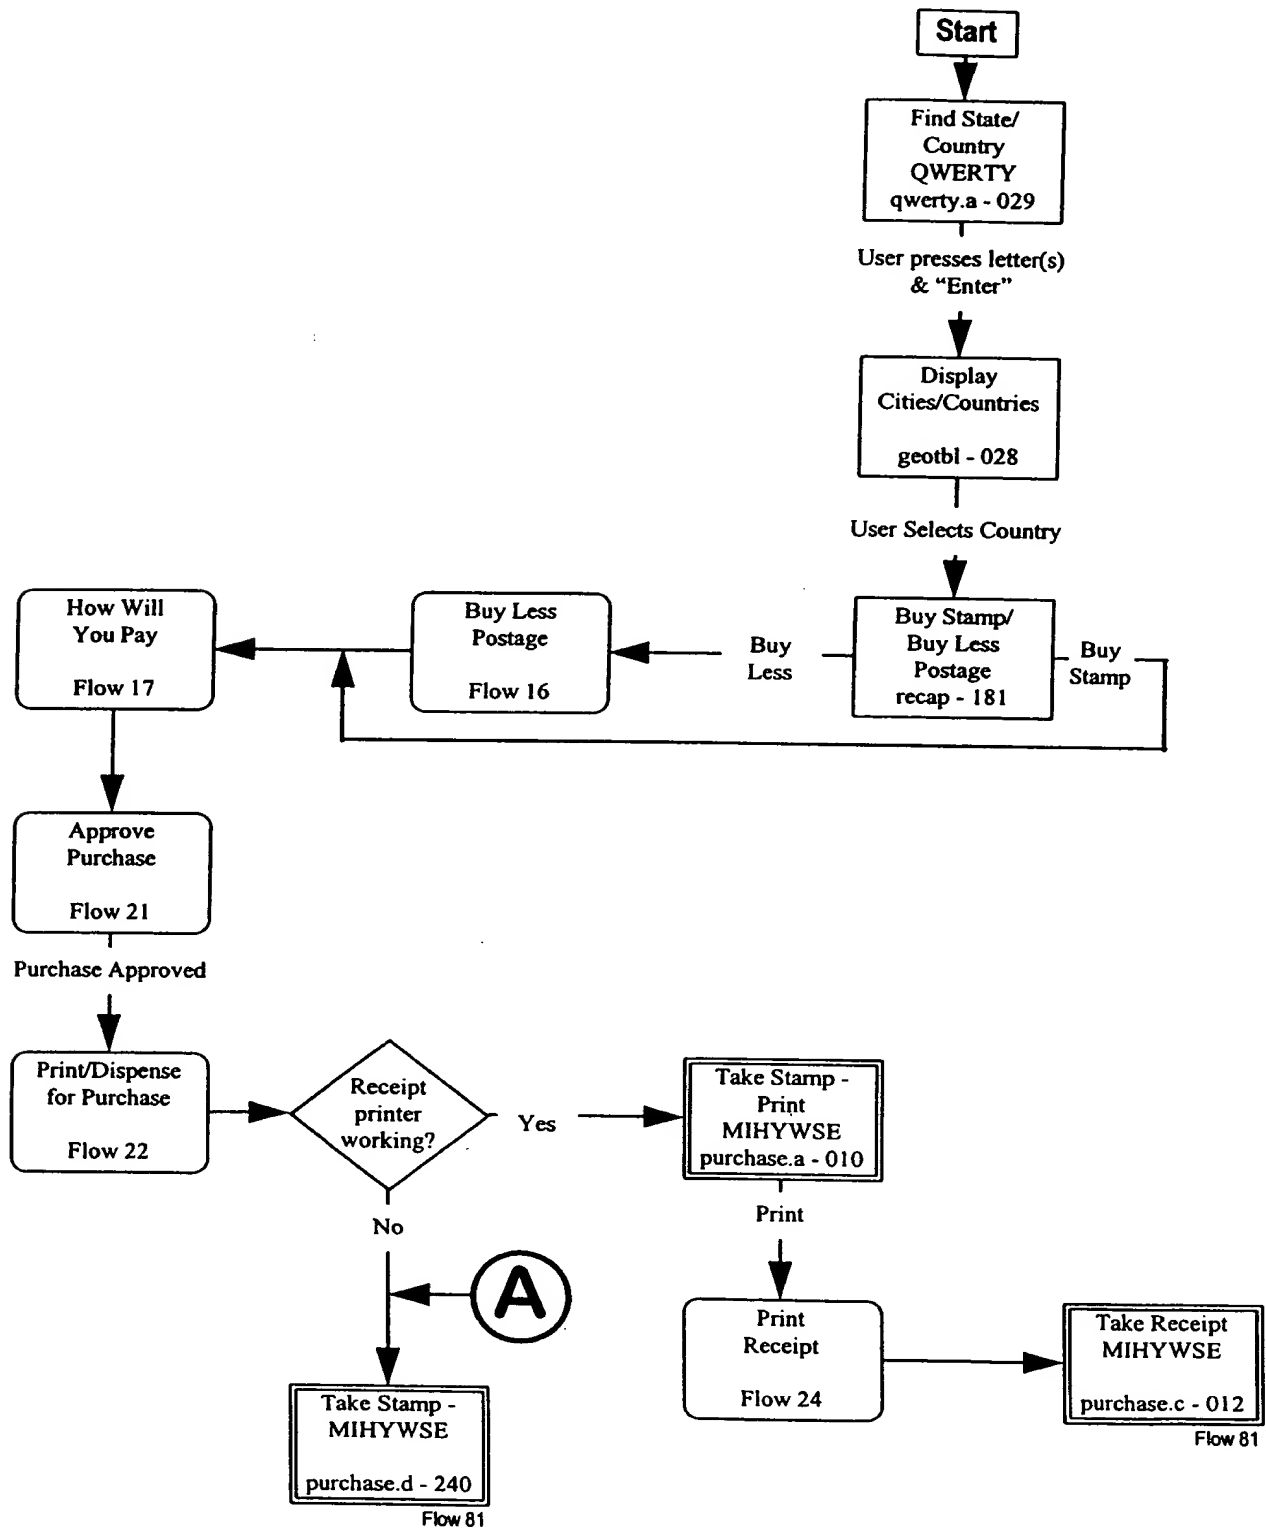 Start
Find State/
Country
QWERTY
qwerty.a - 029
User presses letter(s)
& "Enter"
Display
Cities/Countries
geotbl - 028
User Selects Country
Buy Stamp/
Buy Less
Postage
recap - 181
Buy
Stamp
Buy
Less
Buy Less
Postage
Flow 16
How Will
You Pay
Flow 17
Approve
Purchase
Flow 21
Purchase Approved
Print/Dispense
for Purchase
Flow 22
Receipt
printer
working?
Yes
Take Stamp -
Print
MIHYWSE
purchase.a - 010
Print
Print
Receipt
Flow 24
Take Receipt
MIHYWSE
purchase.c - 012
Flow 81
No
A
Take Stamp -
MIHYWSE
purchase.d - 240
Flow 81